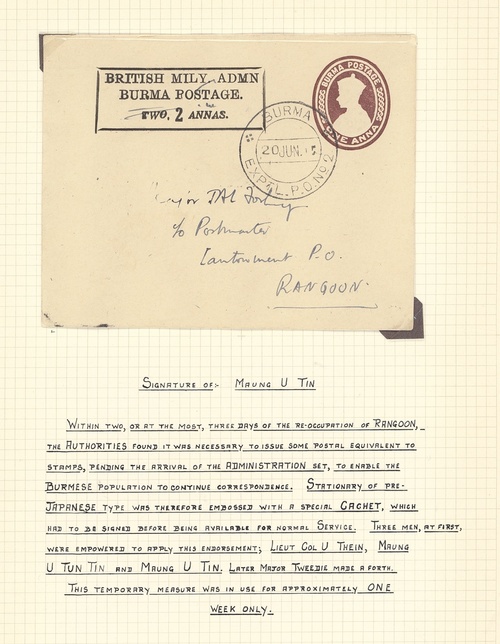 BRITISH MILY. ADMN
BURMA POSTAGE.
TWO, 2 ANNAS.
BURMA POSTAGE
ONE ANNA
BURMA
20 JUN.
EXP'L. P.O. No 2
Major
c/o Postmaster
Cantonment P.O.
RANGOON.
SIGNATURE OF:- MAUNG U TIN
WITHIN TWO, OR AT THE MOST, THREE DAYS OF THE RE-OCCUPATION OF RANGOON,
THE AUTHORITIES FOUND IT WAS NECESSARY TO ISSUE SOME POSTAL EQUIVALENT TO
STAMPS, PENDING THE ARRIVAL OF THE ADMINISTRATION SET, TO ENABLE THE
BURMESE POPULATION TO CONTINUE CORRESPONDENCE. STATIONARY OF PRE-
JAPANESE TYPE WAS THEREFORE EMBOSSED WITH A SPECIAL CACHET, WHICH
HAD TO BE SIGNED BEFORE BEING AVAILABLE FOR NORMAL SERVICE. THREE MEN, AT FIRST,
WERE EMPOWERED TO APPLY THIS ENDORSEMENT; LIEUT COL U THEIN, MAUNG
U TUN TIN AND MAUNG U TIN. LATER MAJOR TWEEDIE MADE A FORTH.
THIS TEMPORARY MEASURE WAS IN USE FOR APPROXIMATELY ONE
WEEK ONLY.